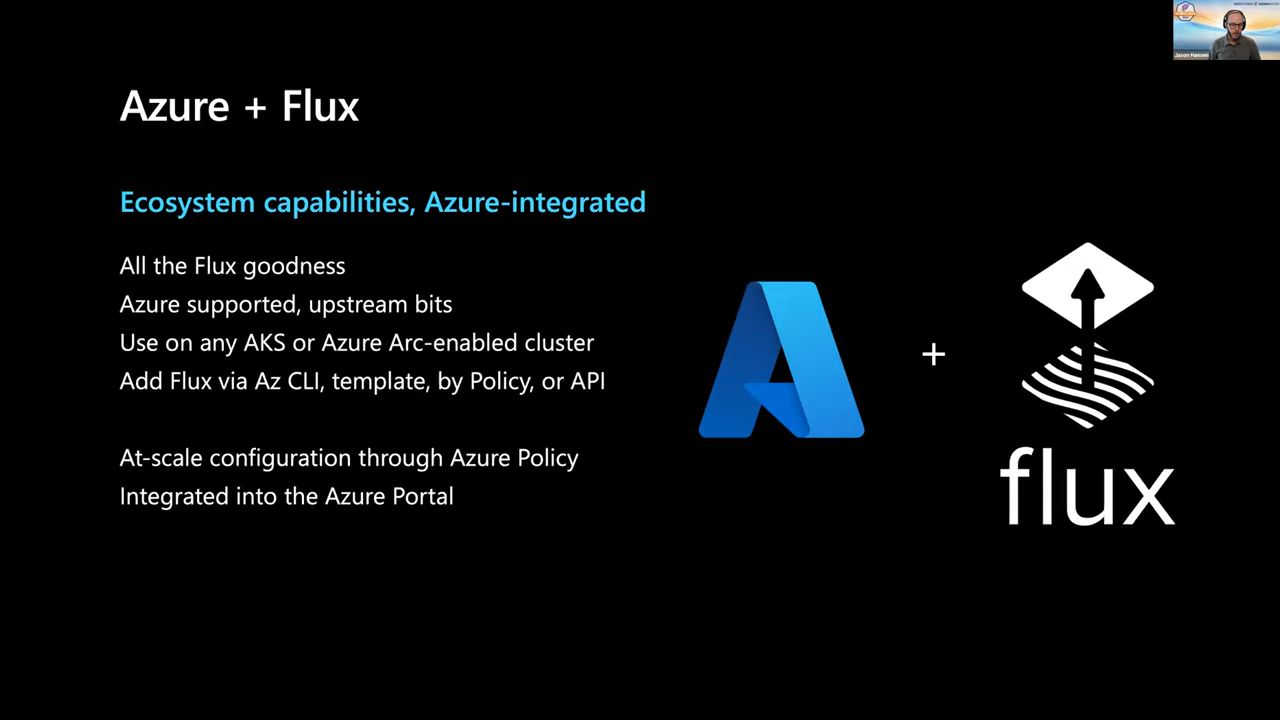 Azure + Flux
Ecosystem capabilities, Azure-integrated
All the Flux goodness
Azure supported, upstream bits
Use on any AKS or Azure Arc-enabled cluster
Add Flux via Az CLI, template, by Policy, or API
At-scale configuration through Azure Policy
Integrated into the Azure Portal
+
flux
Jason Hansen